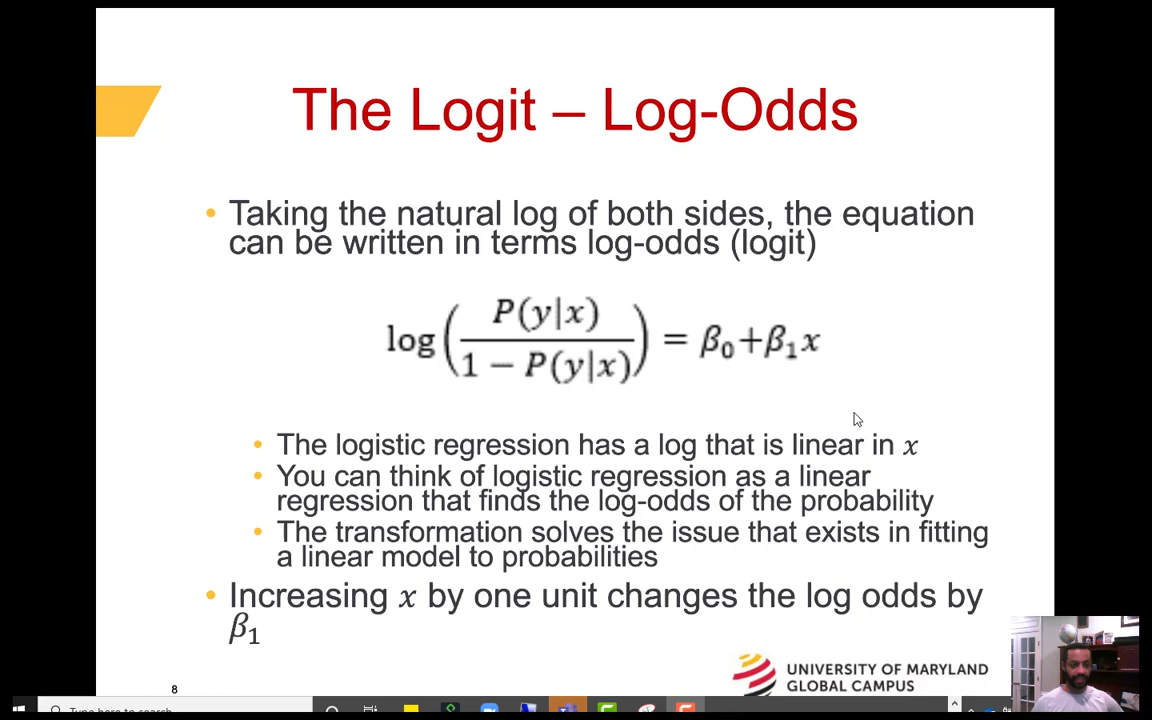 The Logit – Log-Odds
• Taking the natural log of both sides, the equation
can be written in terms log-odds (logit)
log(P(y|x) / 1 − P(y|x)) = β₀+β₁x
• The logistic regression has a log that is linear in x
• You can think of logistic regression as a linear
regression that finds the log-odds of the probability
• The transformation solves the issue that exists in fitting
a linear model to probabilities
• Increasing x by one unit changes the log odds by
β₁
UNIVERSITY OF MARYLAND
GLOBAL CAMPUS
8
Type here to search